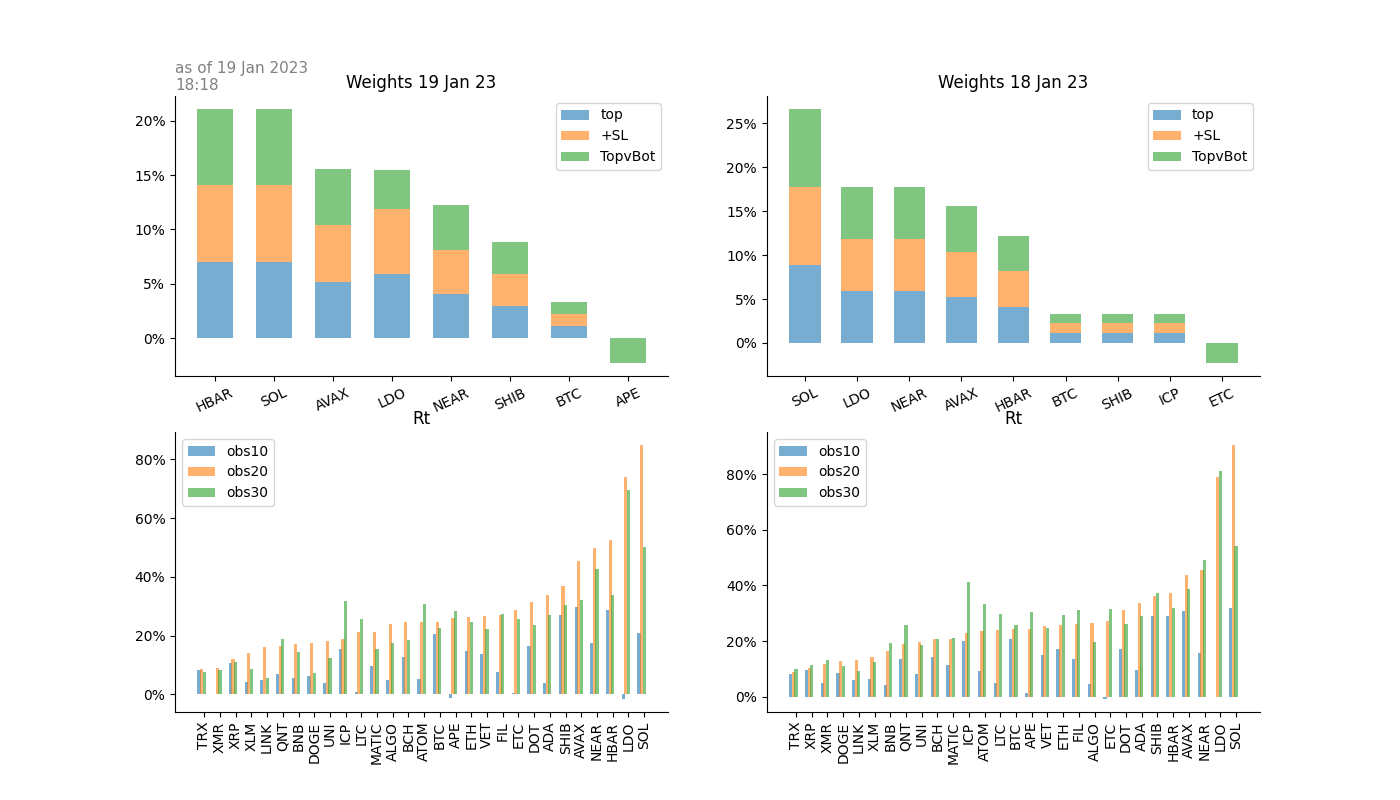 as of 19 Jan 2023
18:18
Weights 19 Jan 23
20%
15%
10%
5%
0%
top
+SL
TopvBot
HBAR SOL AVAX LDO NEAR SHIB BTC APE
Weights 18 Jan 23
25%
20%
15%
10%
5%
0%
top
+SL
TopvBot
SOL LDO NEAR AVAX HBAR BTC SHIB ICP ETC
Rt
80%
60%
40%
20%
0%
obs10
obs20
obs30
TRX XMR XRP XLM LINK QNT BNB DOGE UNI ICP LTC MATIC ALGO BCH ATOM BTC APE ETH VET FIL ETC DOT ADA SHIB AVAX NEAR HBAR LDO SOL
Rt
80%
60%
40%
20%
0%
obs10
obs20
obs30
TRX XRP XMR DOGE LINK XLM BNB QNT UNI BCH MATIC ICP ATOM LTC BTC APE VET ETH FIL ALGO ETC DOT ADA SHIB HBAR AVAX NEAR LDO SOL